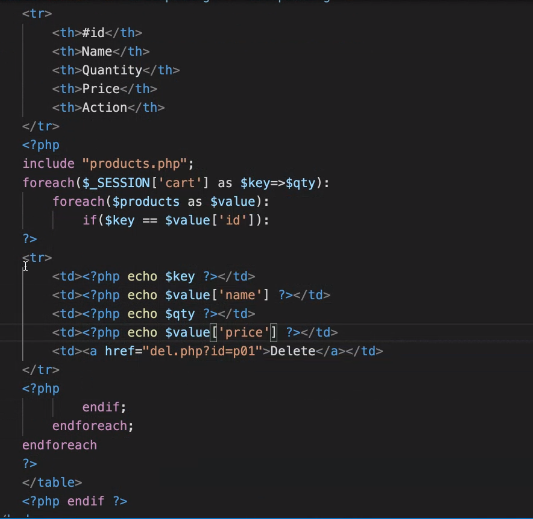 <tr>
<th>#id</th>
<th>Name</th>
<th>Quantity</th>
<th>Price</th>
<th>Action</th>
</tr>
<?php
include "products.php";
foreach($_SESSION['cart'] as $key=>$qty):
foreach($products as $value):
if($key == $value['id']):
?>
<tr>
<td><?php echo $key ?></td>
<td><?php echo $value['name'] ?></td>
<td><?php echo $qty ?></td>
<td><?php echo $value['price'] ?></td>
<td><a href="del.php?id=p01">Delete</a></td>
</tr>
<?php
endif;
endforeach;
endforeach
?>
</table>
<?php endif ?>